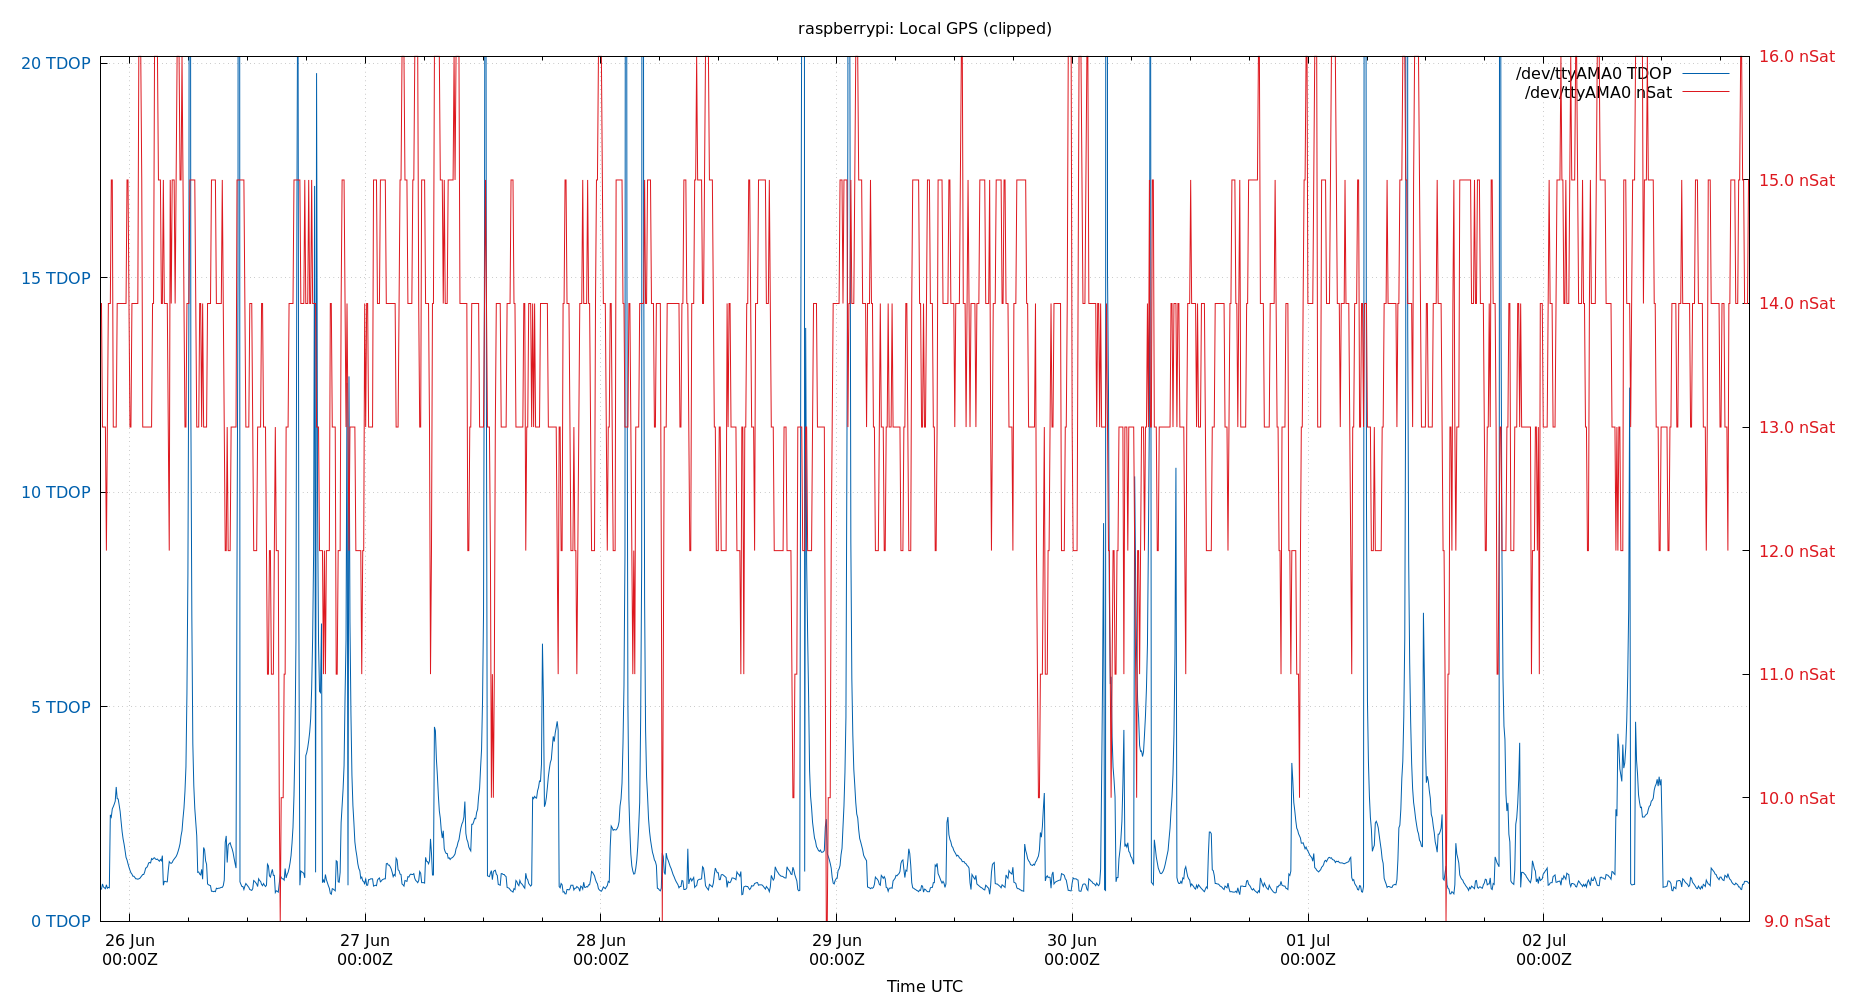 raspberrypi: Local GPS (clipped)
20 TDOP
15 TDOP
10 TDOP
5 TDOP
0 TDOP
16.0 nSat
15.0 nSat
14.0 nSat
13.0 nSat
12.0 nSat
11.0 nSat
10.0 nSat
9.0 nSat
/dev/ttyAMA0 TDOP
/dev/ttyAMA0 nSat
26 Jun
00:00Z
27 Jun
00:00Z
28 Jun
00:00Z
29 Jun
00:00Z
30 Jun
00:00Z
01 Jul
00:00Z
02 Jul
00:00Z
Time UTC